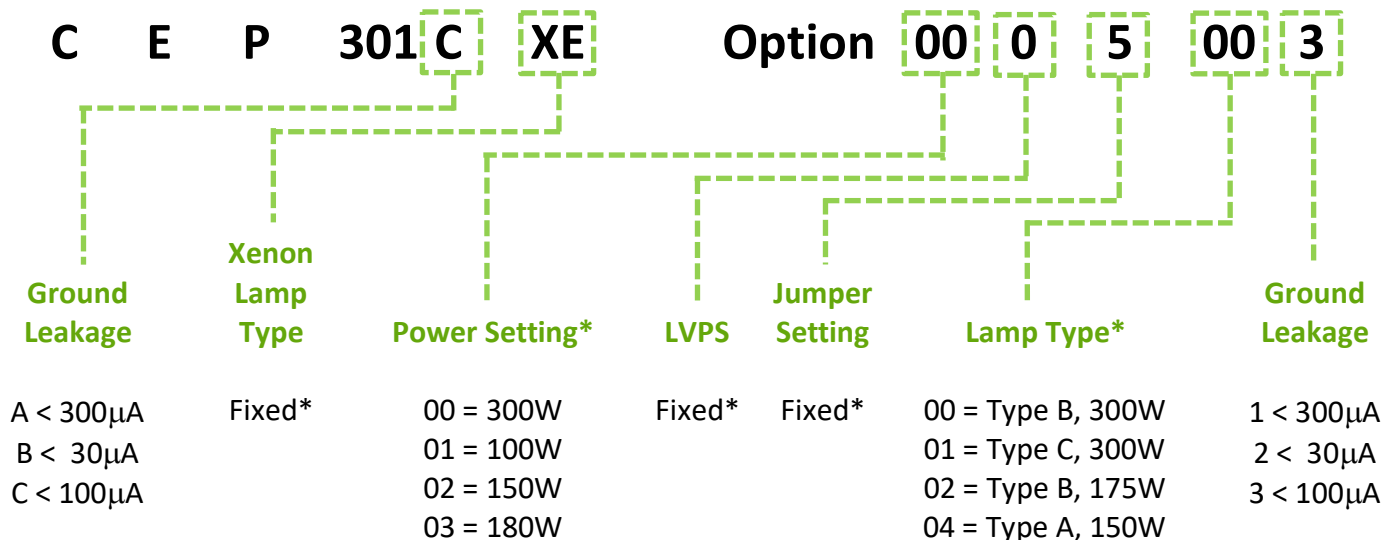 C E P 301 C XE Option 00 0 5 00 3
Ground Leakage
Xenon Lamp Type
Power Setting*
LVPS
Jumper Setting
Lamp Type*
Ground Leakage
A < 300µA
B < 30µA
C < 100µA
Fixed*
00 = 300W
01 = 100W
02 = 150W
03 = 180W
Fixed*
Fixed*
00 = Type B, 300W
01 = Type C, 300W
02 = Type B, 175W
04 = Type A, 150W
1 < 300µA
2 < 30µA
3 < 100µA